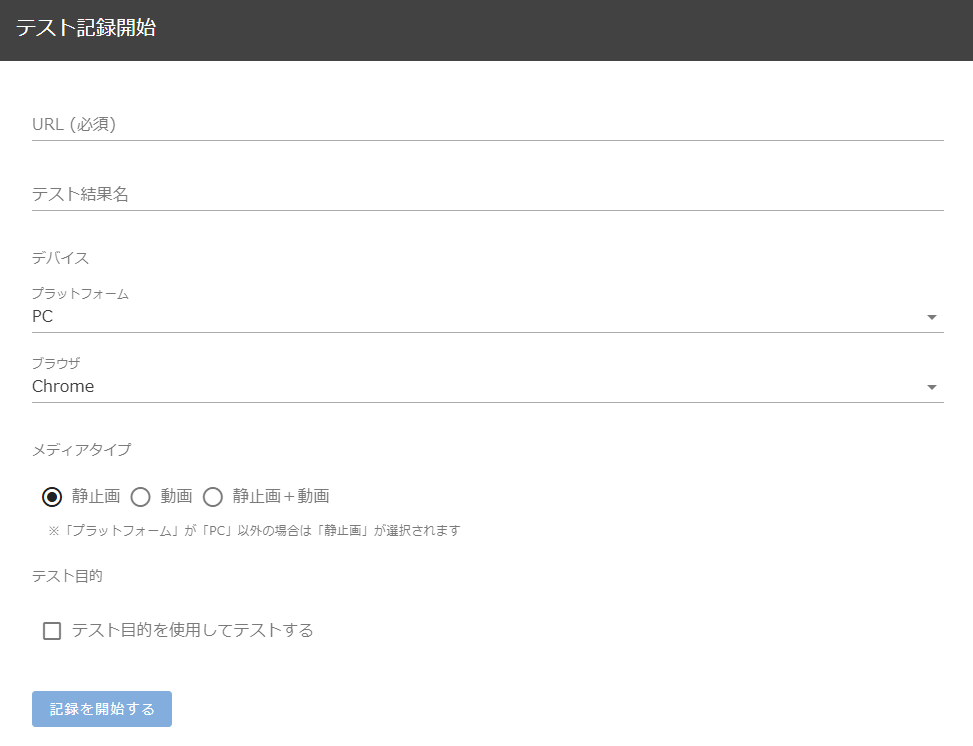 テスト記録開始
URL (必須)
テスト結果名
デバイス
プラットフォーム
PC
ブラウザ
Chrome
メディアタイプ
静止画 動画 静止画+動画
※「プラットフォーム」が「PC」以外の場合は「静止画」が選択されます
テスト目的
テスト目的を使用してテストする
記録を開始する